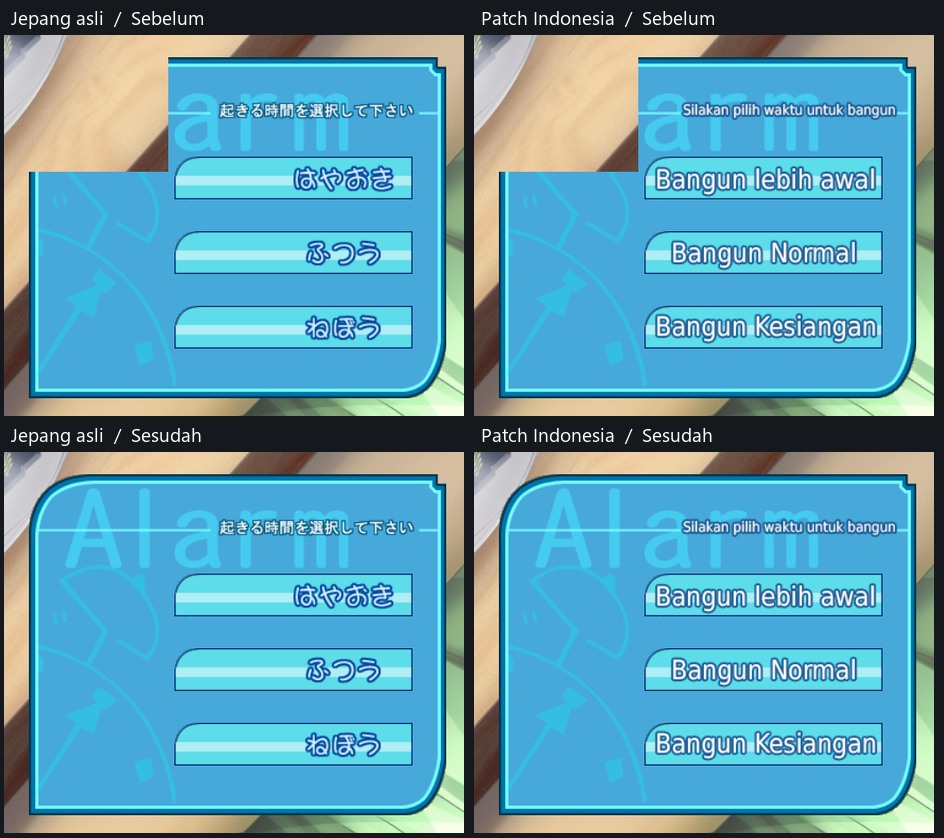 Jepang asli / Sebelum
arm
起きる時間を選択して下さい
はやおき
ふつう
ねぼう
Patch Indonesia / Sebelum
arm
Silakan pilih waktu untuk bangun
Bangun lebih awal
Bangun Normal
Bangun Kesiangan
Jepang asli / Sesudah
Alarm
起きる時間を選択して下さい
はやおき
ふつう
ねぼう
Patch Indonesia / Sesudah
Alarm
Silakan pilih waktu untuk bangun
Bangun lebih awal
Bangun Normal
Bangun Kesiangan